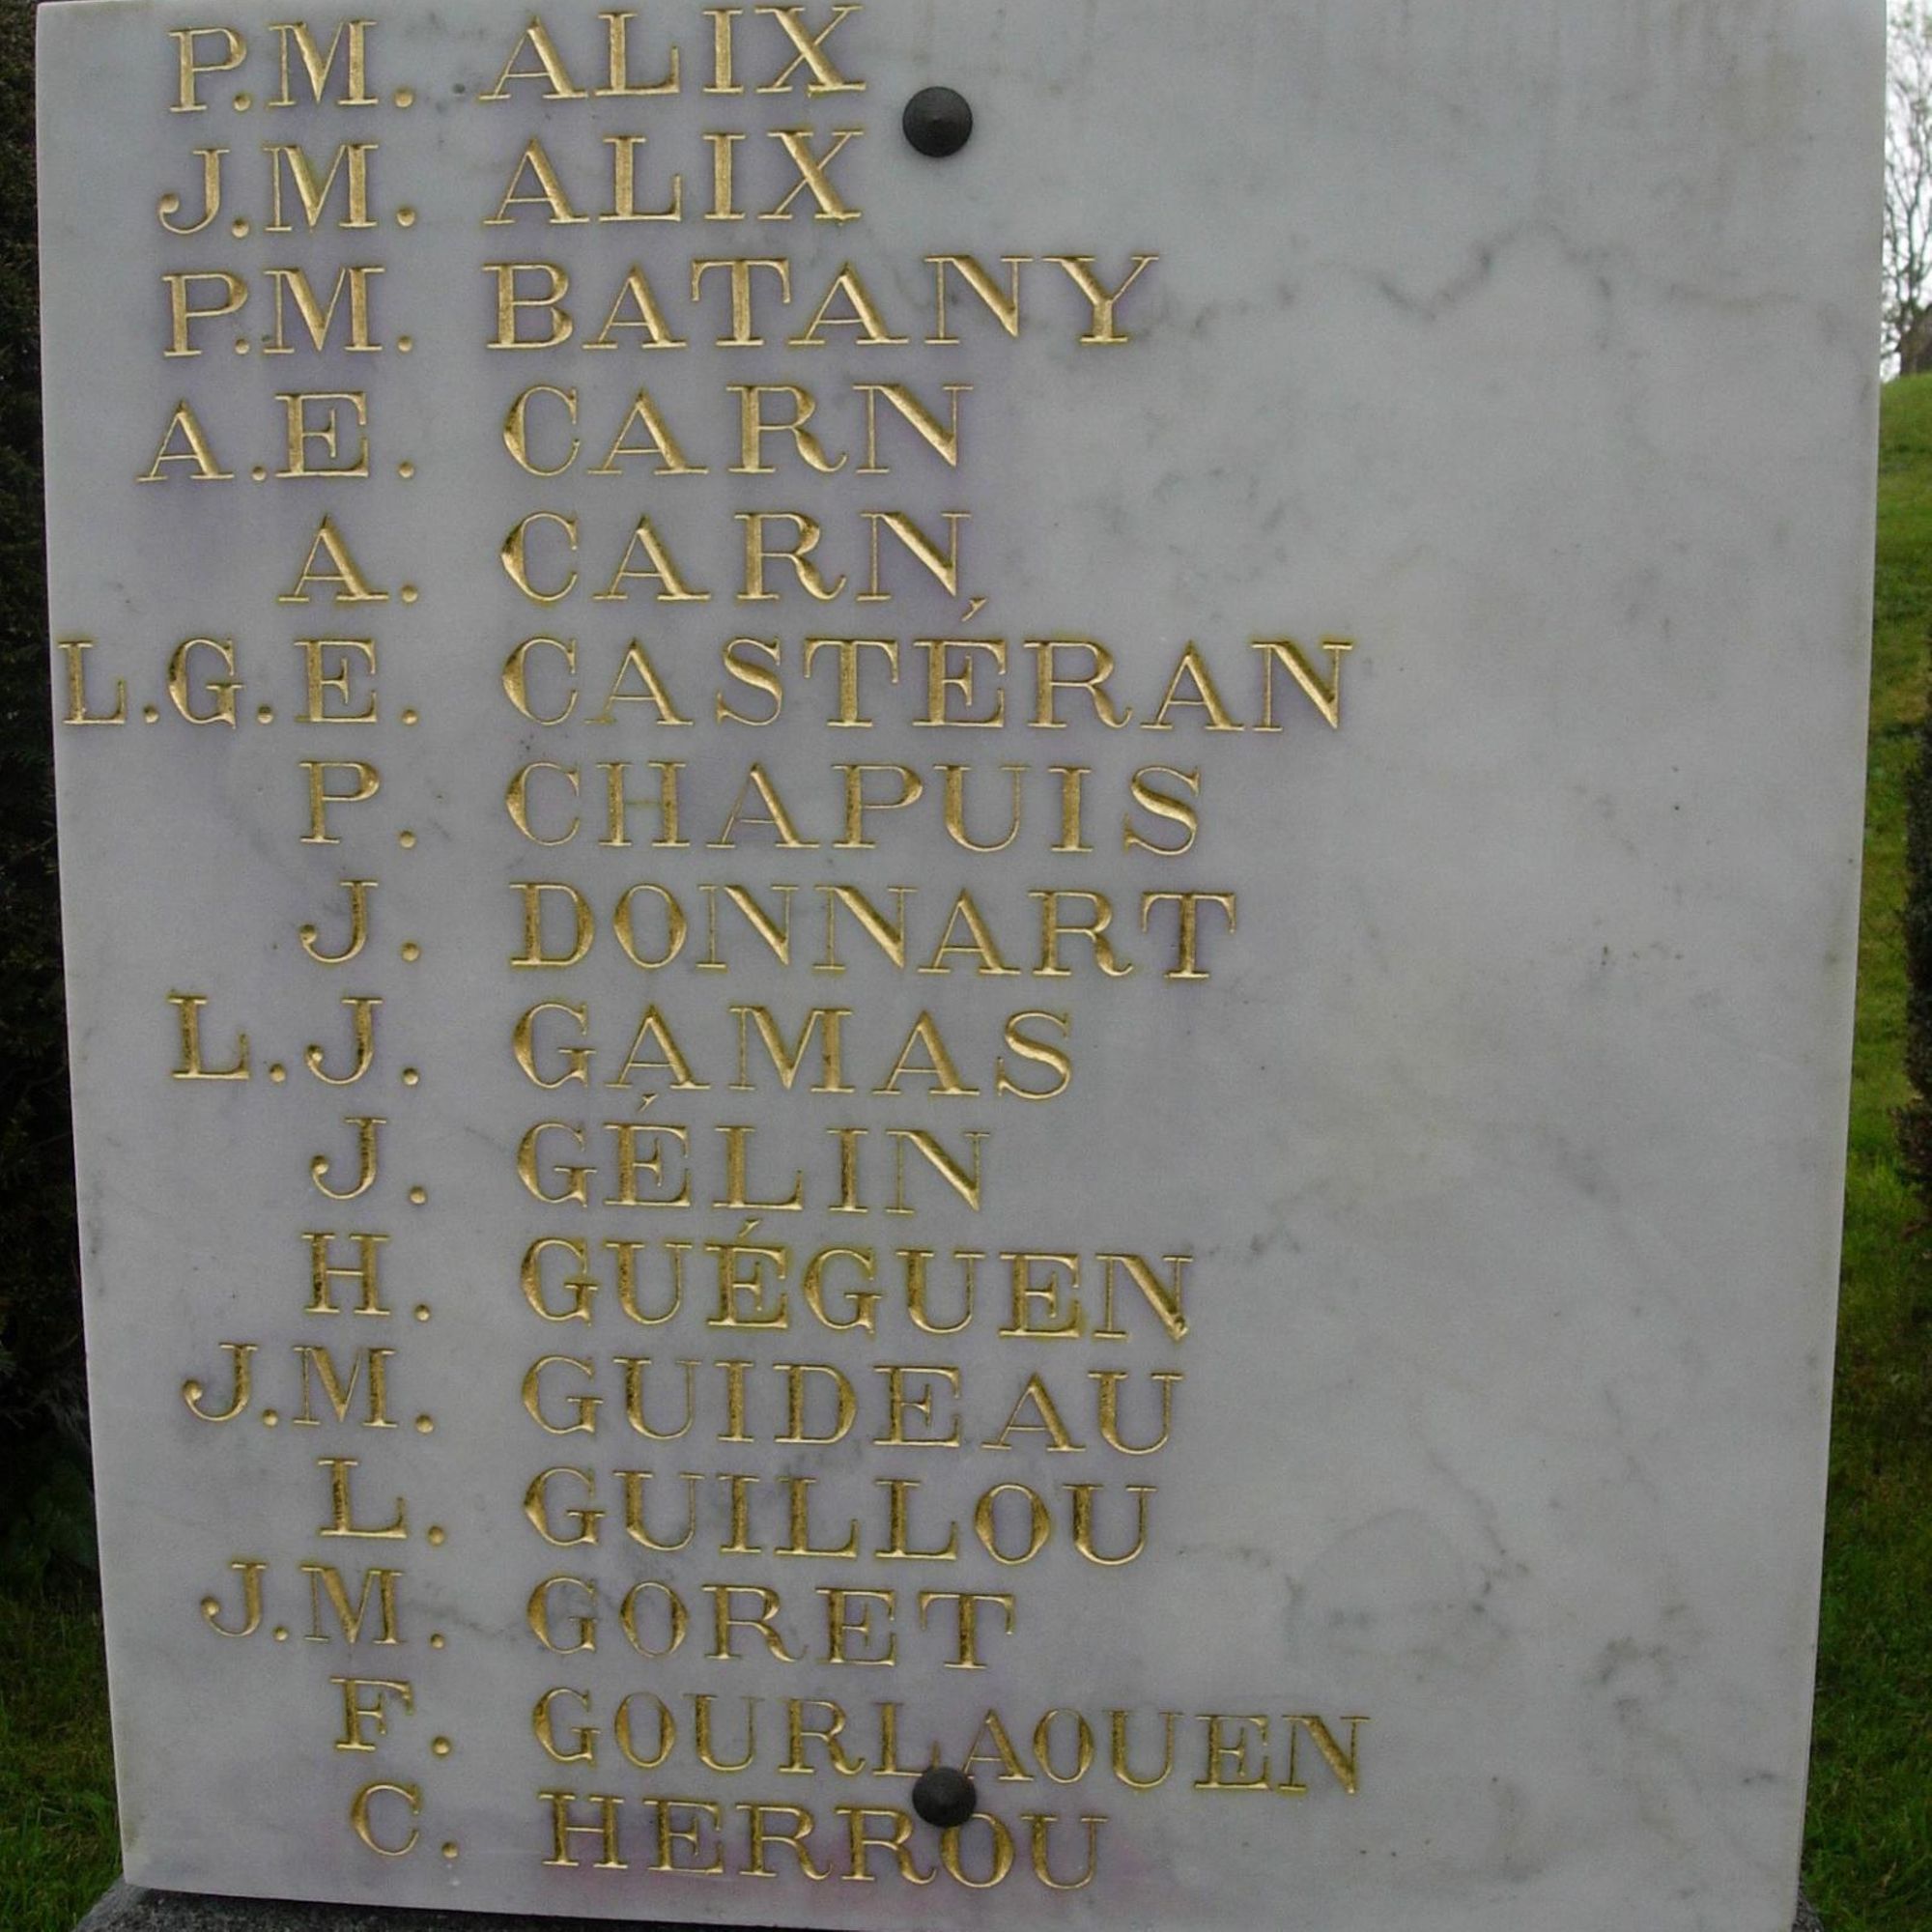 P.M. ALIX
J.M. ALIX
P.M. BATANY
A.E. CARN
A. CARN
L.G.E. CASTÉRAN
P. CHAPUIS
J. DONNART
L.J. GAMAS
J. GÉLIN
H. GUÉGUEN
J.M. GUIDEAU
L. GUILLOU
J.M. GORET
F. GOURLAOUEN
C. HERROU